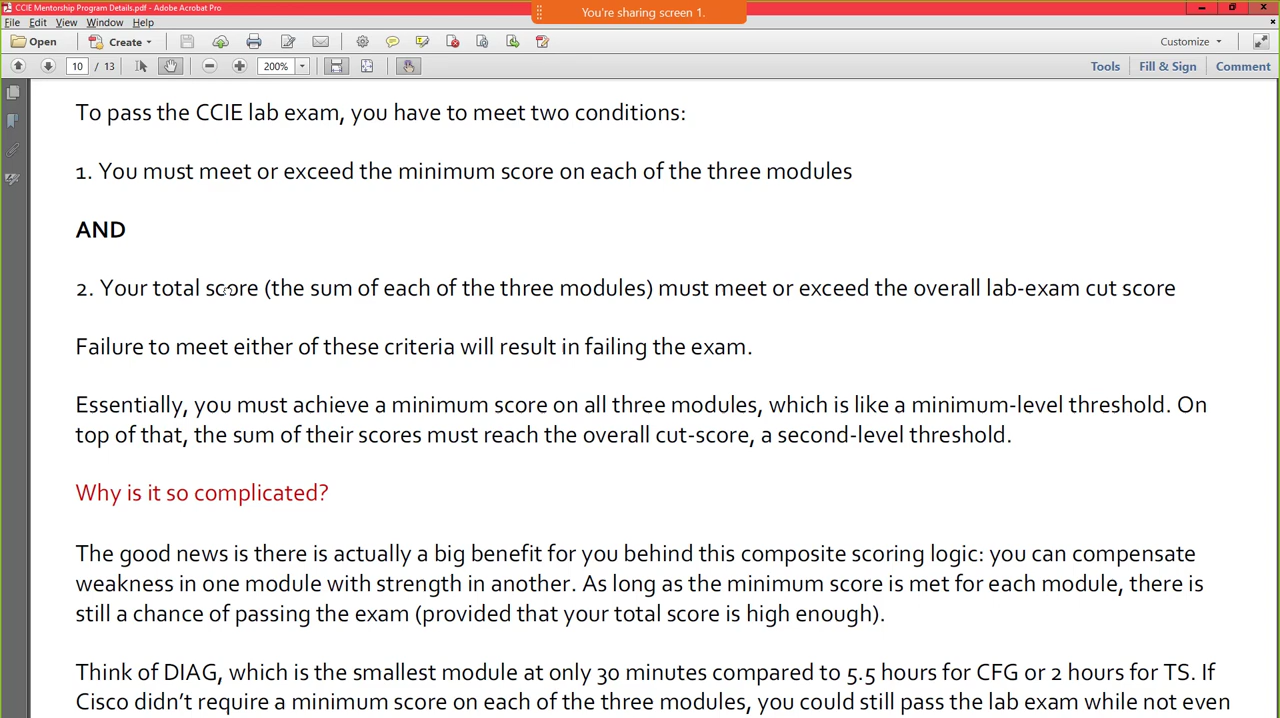 CCIE Mentorship Program Details.pdf - Adobe Acrobat Pro
You're sharing screen 1.
File Edit View Window Help
Open Create Customize
10 / 13 200% Tools Fill & Sign Comment
To pass the CCIE lab exam, you have to meet two conditions:
1. You must meet or exceed the minimum score on each of the three modules
AND
2. Your total score (the sum of each of the three modules) must meet or exceed the overall lab-exam cut score
Failure to meet either of these criteria will result in failing the exam.
Essentially, you must achieve a minimum score on all three modules, which is like a minimum-level threshold. On
top of that, the sum of their scores must reach the overall cut-score, a second-level threshold.
Why is it so complicated?
The good news is there is actually a big benefit for you behind this composite scoring logic: you can compensate
weakness in one module with strength in another. As long as the minimum score is met for each module, there is
still a chance of passing the exam (provided that your total score is high enough).
Think of DIAG, which is the smallest module at only 30 minutes compared to 5.5 hours for CFG or 2 hours for TS. If
Cisco didn't require a minimum score on each of the three modules, you could still pass the lab exam while not even